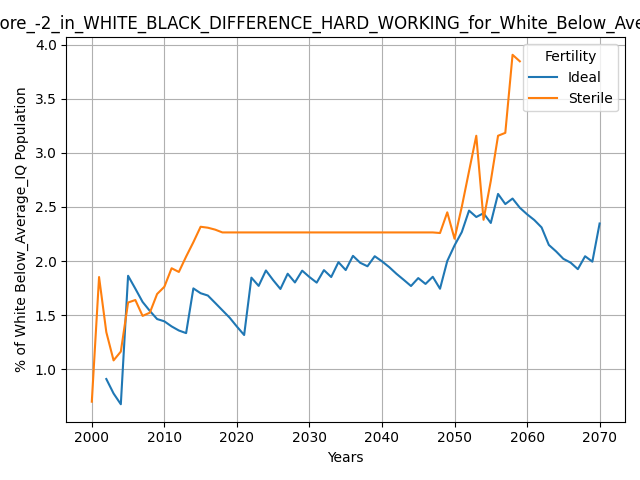 ore_-2_in_WHITE_BLACK_DIFFERENCE_HARD_WORKING_for_White_Below_Ave
Fertility
Ideal
Sterile
% of White Below_Average_IQ Population
4.0
3.5
3.0
2.5
2.0
1.5
1.0
2000 2010 2020 2030 2040 2050 2060 2070
Years